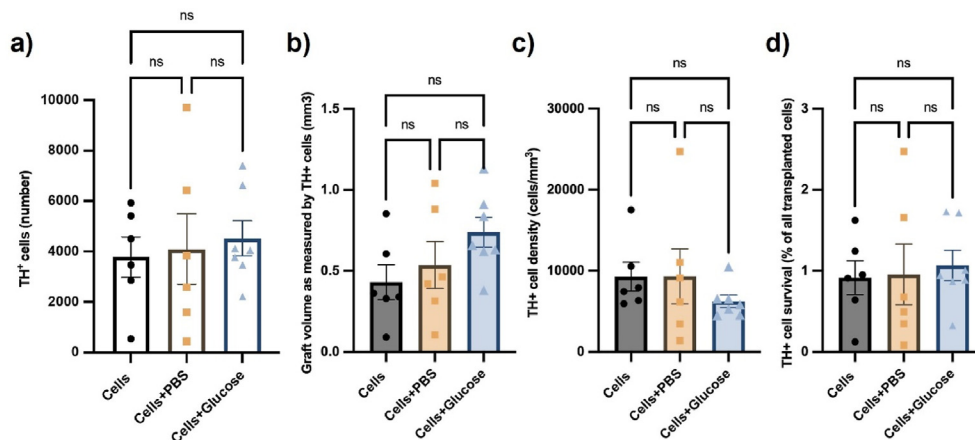 a)
ns
ns
ns
TH⁺ cells (number)
10000
8000
6000
4000
2000
0
Cells
Cells+PBS
Cells+Glucose
b)
ns
ns
ns
Graft volume as measured by TH+ cells (mm3)
1.5
1.0
0.5
0.0
Cells
Cells+PBS
Cells+Glucose
c)
ns
ns
ns
TH+ cell density (cells/mm³)
30000
20000
10000
0
Cells
Cells+PBS
Cells+Glucose
d)
ns
ns
ns
TH+ cell survival (% of all transplanted cells)
3
2
1
0
Cells
Cells+PBS
Cells+Glucose